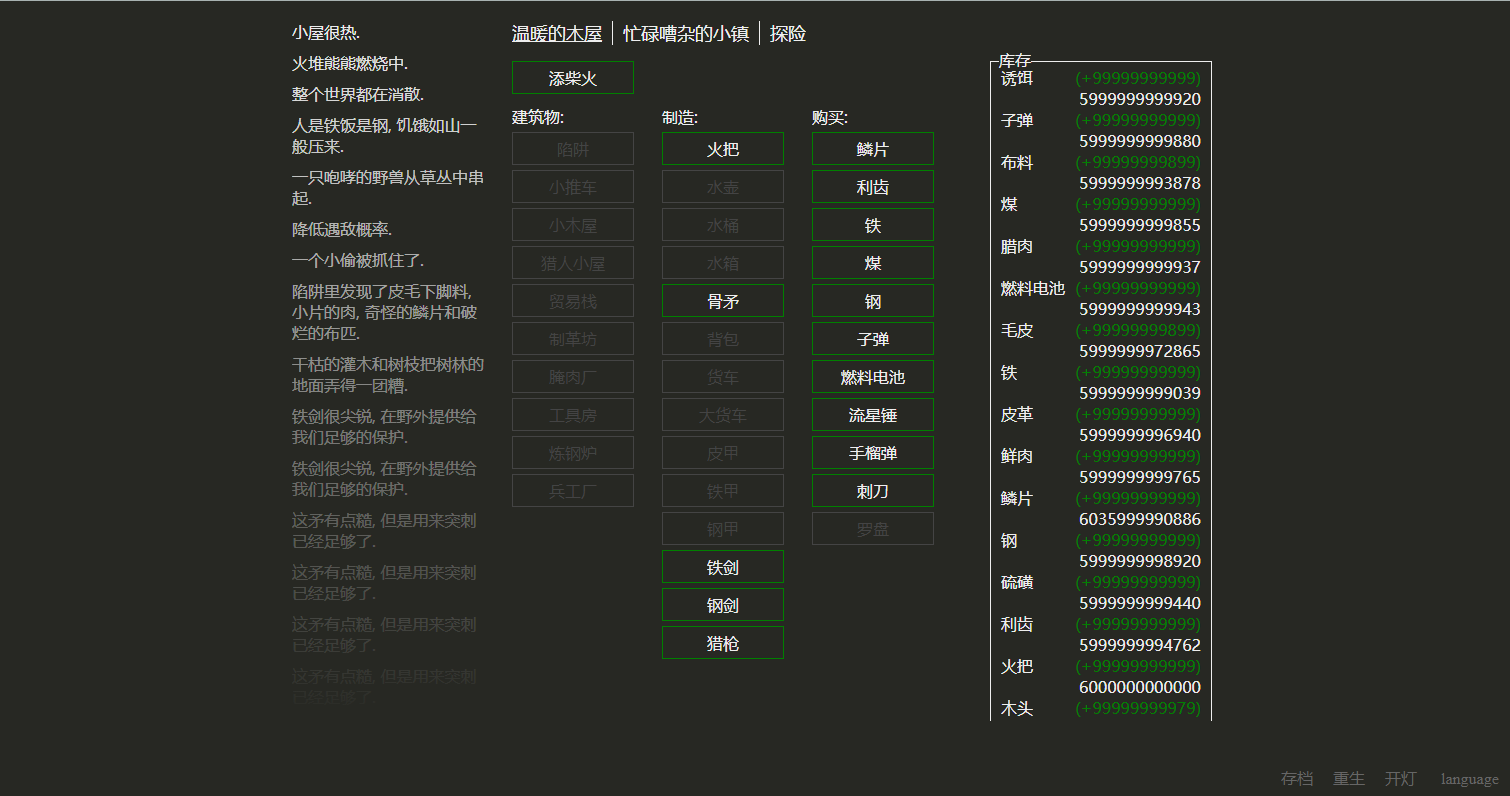 小屋很热.
火堆熊熊燃烧中.
整个世界都在消散.
人是铁饭是钢, 饥饿如山一
般压来.
一只咆哮的野兽从草丛中串
起.
降低遇敌概率.
一个小偷被抓住了.
陷阱里发现了皮毛下脚料,
小片的肉, 奇怪的鳞片和破
烂的布匹.
干枯的灌木和树枝把树林的
地面弄得一团糟.
铁剑很尖锐, 在野外提供给
我们足够的保护.
铁剑很尖锐, 在野外提供给
我们足够的保护.
这矛有点糙, 但是用来突刺
已经足够了.
这矛有点糙, 但是用来突刺
已经足够了.
这矛有点糙, 但是用来突刺
已经足够了.
这矛有点糙, 但是用来突刺
已经足够了.
温暖的木屋 忙碌嘈杂的小镇 探险
添柴火
建筑物:
陷阱
小推车
小木屋
猎人小屋
贸易栈
制革坊
腌肉厂
工具房
炼钢炉
兵工厂
制造:
火把
水壶
水桶
水箱
骨矛
背包
货车
大货车
皮甲
铁甲
钢甲
铁剑
钢剑
猎枪
购买:
鳞片
利齿
铁
煤
钢
子弹
燃料电池
流星锤
手榴弹
刺刀
罗盘
库存
诱饵 (+99999999999)
5999999999920
子弹 (+99999999999)
5999999999880
布料 (+99999999899)
5999999993878
煤 (+99999999999)
5999999999855
腊肉 (+99999999999)
5999999999937
燃料电池 (+99999999999)
5999999999943
毛皮 (+99999999899)
5999999972865
铁 (+99999999999)
5999999999039
皮革 (+99999999999)
5999999996940
鲜肉 (+99999999999)
5999999999765
鳞片 (+99999999999)
6035999990886
钢 (+99999999999)
5999999998920
硫磺 (+99999999999)
5999999999440
利齿 (+99999999999)
5999999994762
火把 (+99999999999)
6000000000000
木头 (+99999999979)
存档 重生 开灯 language